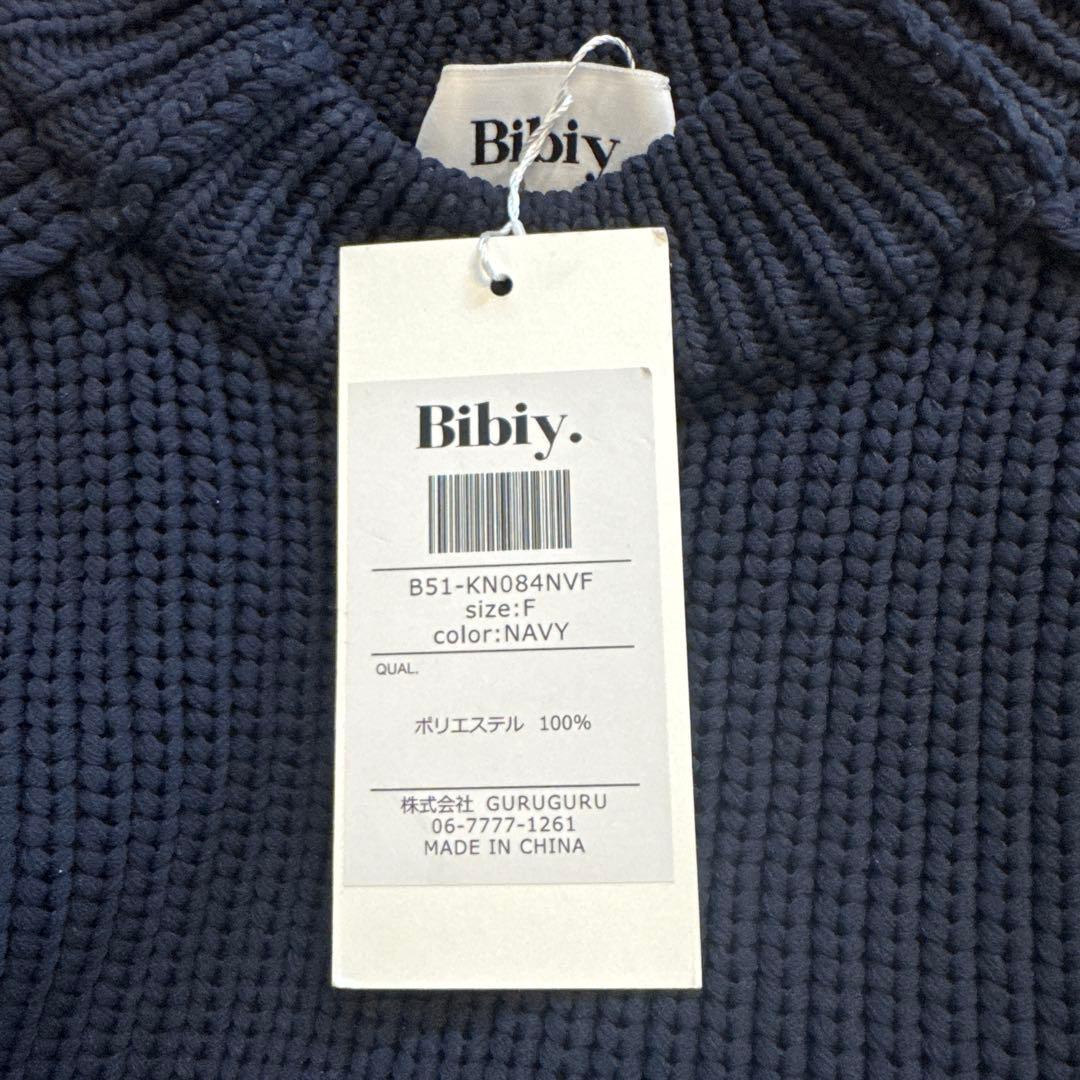 Bibiy
Bibiy.
B51-KN084NVF
size:F
color:NAVY
QUAL.
ポリエステル 100%
株式会社 GURUGURU
06-7777-1261
MADE IN CHINA